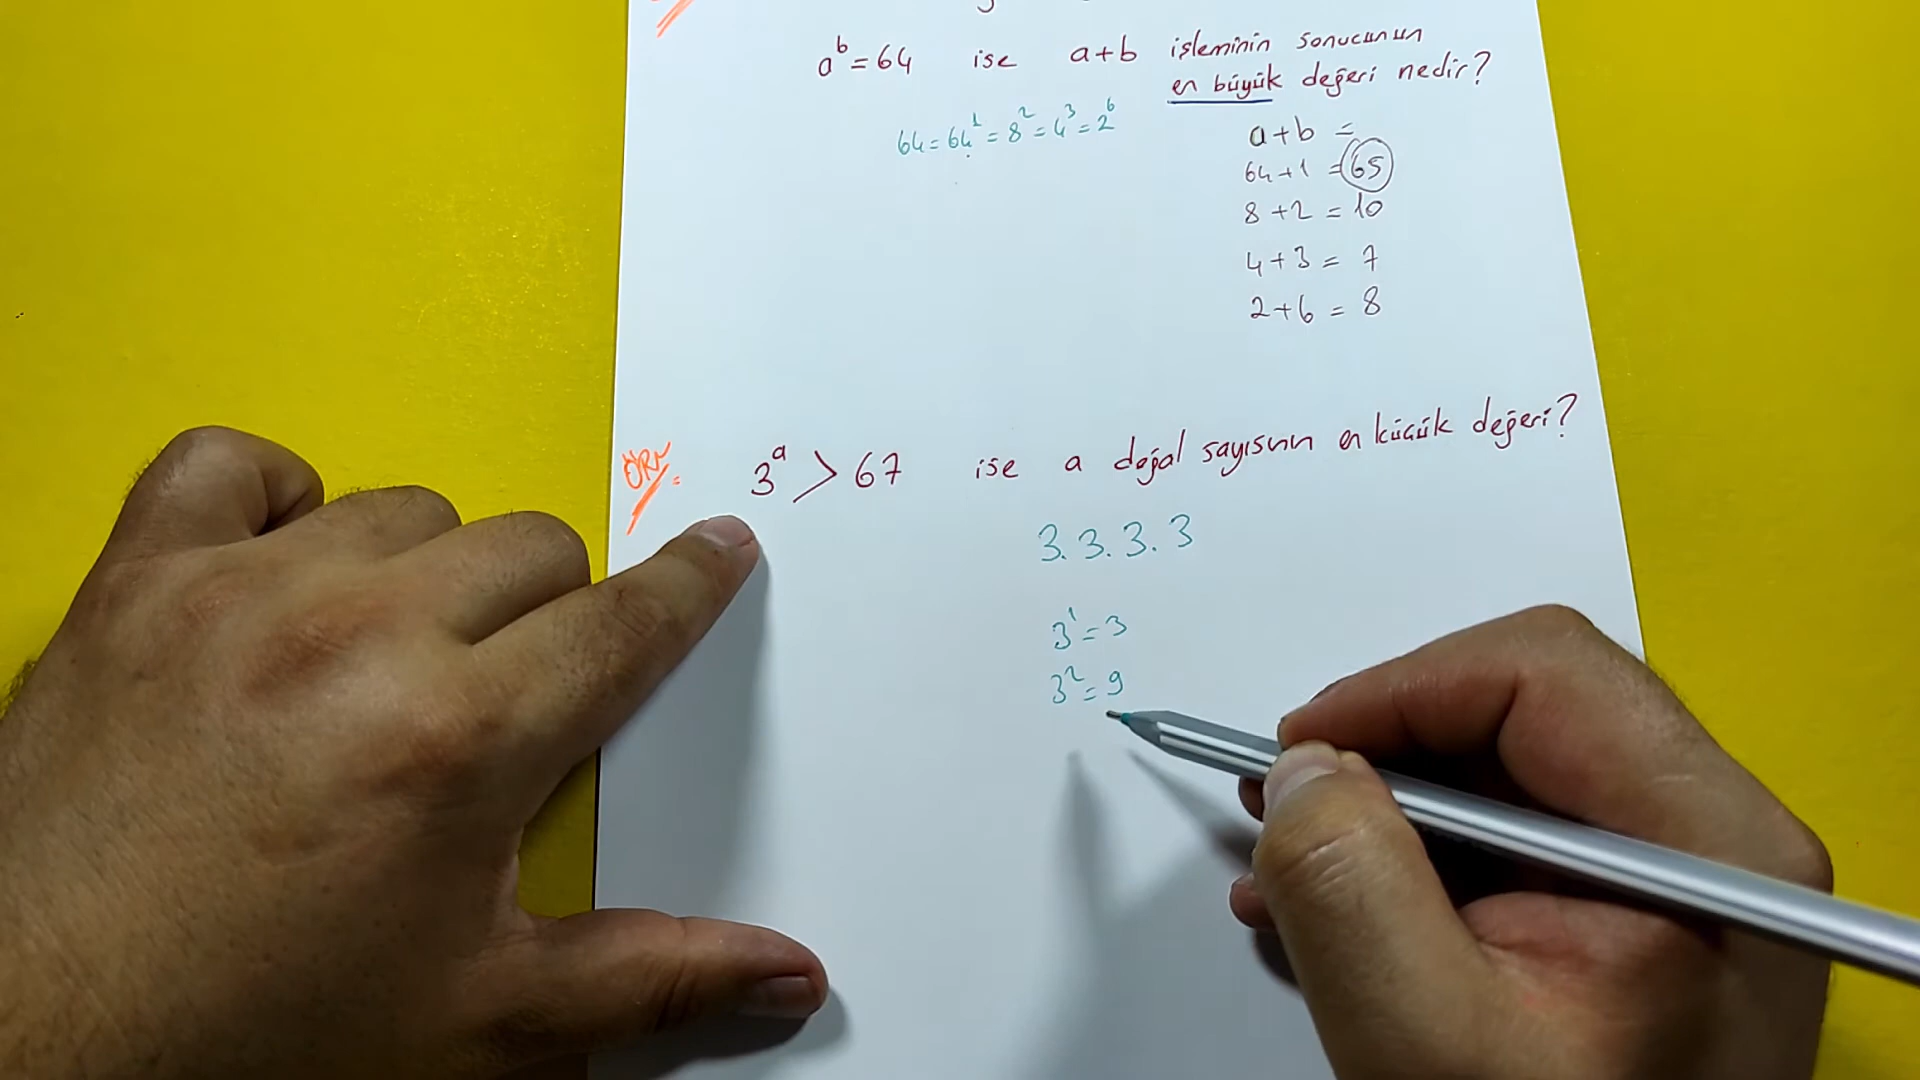 a^b = 64 ise a+b işleminin sonucunun
en büyük değeri nedir?
64 = 64^1 = 8^2 = 4^3 = 2^6
a+b =
64+1 = 65
8+2 = 10
4+3 = 7
2+6 = 8
ÖRN: 3^a > 67 ise a doğal sayısının en küçük değeri?
3.3.3.3
3^1 = 3
3^2 = 9